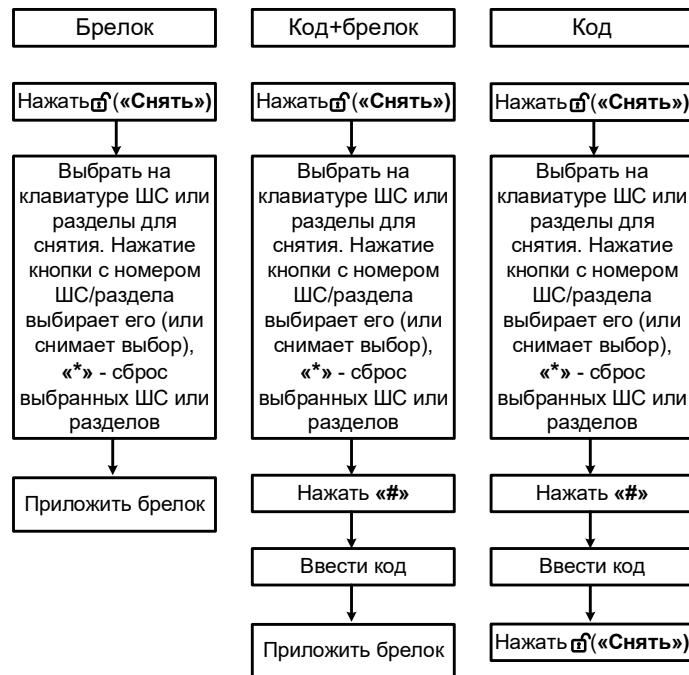 Брелок
Нажать («Снять»)
Выбрать на
клавиатуре ШС или
разделы для
снятия. Нажатие
кнопки с номером
ШС/раздела
выбирает его (или
снимает выбор),
«*» - сброс
выбранных ШС или
разделов
Приложить брелок
Код+брелок
Нажать («Снять»)
Выбрать на
клавиатуре ШС или
разделы для
снятия. Нажатие
кнопки с номером
ШС/раздела
выбирает его (или
снимает выбор),
«*» - сброс
выбранных ШС или
разделов
Нажать «#»
Ввести код
Приложить брелок
Код
Нажать («Снять»)
Выбрать на
клавиатуре ШС или
разделы для
снятия. Нажатие
кнопки с номером
ШС/раздела
выбирает его (или
снимает выбор),
«*» - сброс
выбранных ШС или
разделов
Нажать «#»
Ввести код
Нажать («Снять»)